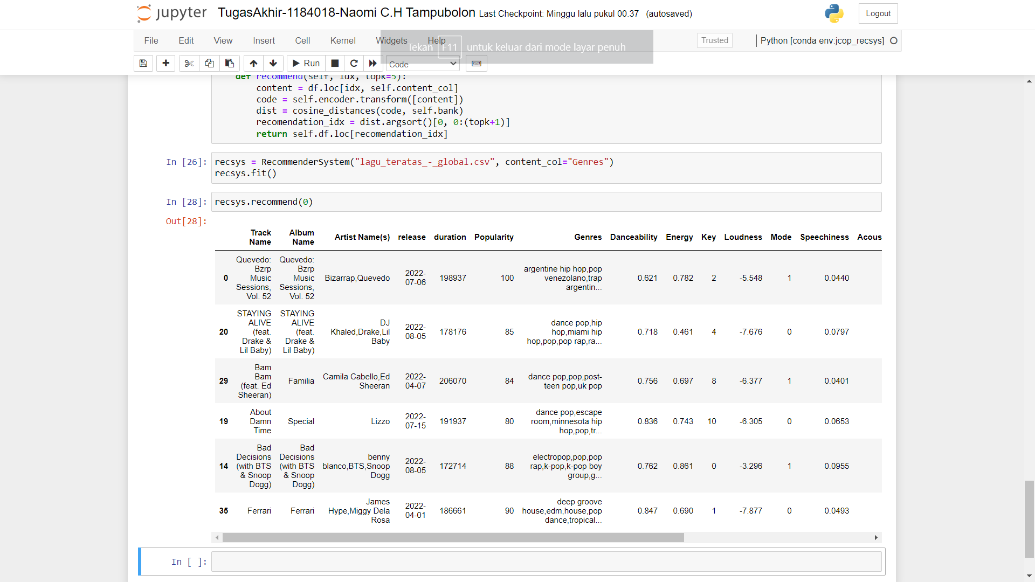 jupyter TugasAkhir-1184018-Naomi C.H Tampubolon Last Checkpoint: Minggu lalu pukul 00.37 (autosaved) Logout
File Edit View Insert Cell Kernel Widgets Help Trusted Python [conda env:jcop_recsys]
tekan f11 untuk keluar dari mode layar penuh
Run Code
def recommend(self, idx, topk=5):
content = df.loc[idx, self.content_col]
code = self.encoder.transform([content])
dist = cosine_distances(code, self.bank)
recomendation_idx = dist.argsort()[0, 0:(topk+1)]
return self.df.loc[recomendation_idx]
In [26]: recsys = RecommenderSystem("lagu_teratas_-_global.csv", content_col="Genres")
recsys.fit()
In [28]: recsys.recommend(0)
Out[28]:
Track Name Album Name Artist Name(s) release duration Popularity Genres Danceability Energy Key Loudness Mode Speechiness Acous
0 Quevedo: Bzrp Music Sessions, Vol. 52 Quevedo: Bzrp Music Sessions, Vol. 52 Bizarrap,Quevedo 2022-07-06 198937 100 argentine hip hop,pop venezolano,trap argentin... 0.621 0.782 2 -5.548 1 0.0440
20 STAYING ALIVE (feat. Drake & Lil Baby) STAYING ALIVE (feat. Drake & Lil Baby) DJ Khaled,Drake,Lil Baby 2022-08-05 178176 85 dance pop,hip hop,miami hip hop,pop,pop rap,ra... 0.718 0.461 4 -7.676 0 0.0797
29 Bam Bam (feat. Ed Sheeran) Familia Camila Cabello,Ed Sheeran 2022-04-07 206070 84 dance pop,pop,post-teen pop,uk pop 0.756 0.697 8 -6.377 1 0.0401
19 About Damn Time Special Lizzo 2022-07-15 191937 80 dance pop,escape room,minnesota hip hop,pop,tr... 0.836 0.743 10 -6.305 0 0.0653
14 Bad Decisions (with BTS & Snoop Dogg) Bad Decisions (with BTS & Snoop Dogg) benny blanco,BTS,Snoop Dogg 2022-08-05 172714 88 electropop,pop,pop rap,k-pop,k-pop boy group,g... 0.762 0.861 0 -3.296 1 0.0955
36 Ferrari Ferrari James Hype,Miggy Dela Rosa 2022-04-01 186661 90 deep groove house,edm,house,pop dance,tropical... 0.847 0.690 1 -7.877 0 0.0493
In [ ]: